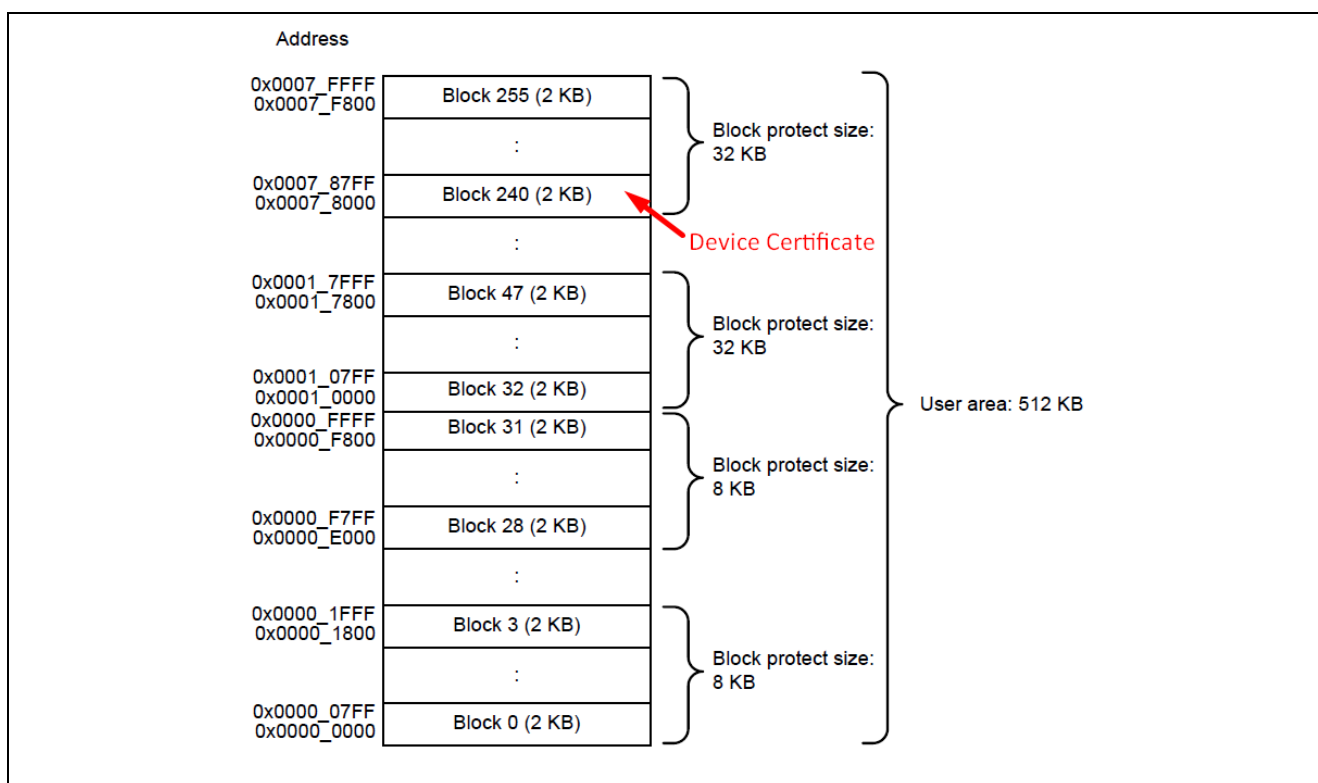 Address
0x0007_FFFF
0x0007_F800
Block 255 (2 KB)
Block protect size:
32 KB
:
0x0007_87FF
0x0007_8000
Block 240 (2 KB)
Device Certificate
:
0x0001_7FFF
0x0001_7800
Block 47 (2 KB)
Block protect size:
32 KB
:
0x0001_07FF
0x0001_0000
Block 32 (2 KB)
User area: 512 KB
0x0000_FFFF
0x0000_F800
Block 31 (2 KB)
Block protect size:
8 KB
:
0x0000_F7FF
0x0000_E000
Block 28 (2 KB)
:
0x0000_1FFF
0x0000_1800
Block 3 (2 KB)
Block protect size:
8 KB
:
0x0000_07FF
0x0000_0000
Block 0 (2 KB)